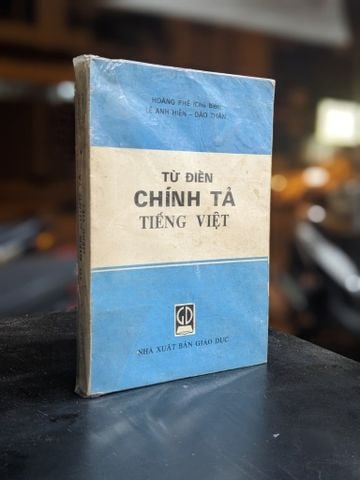 HOÀNG PHÊ (Chủ biên)
LÊ ANH HIỀN - ĐÀO THẢN
TỪ ĐIỂN
CHÍNH TẢ
TIẾNG VIỆT
GD
NHÀ XUẤT BẢN GIÁO DỤC